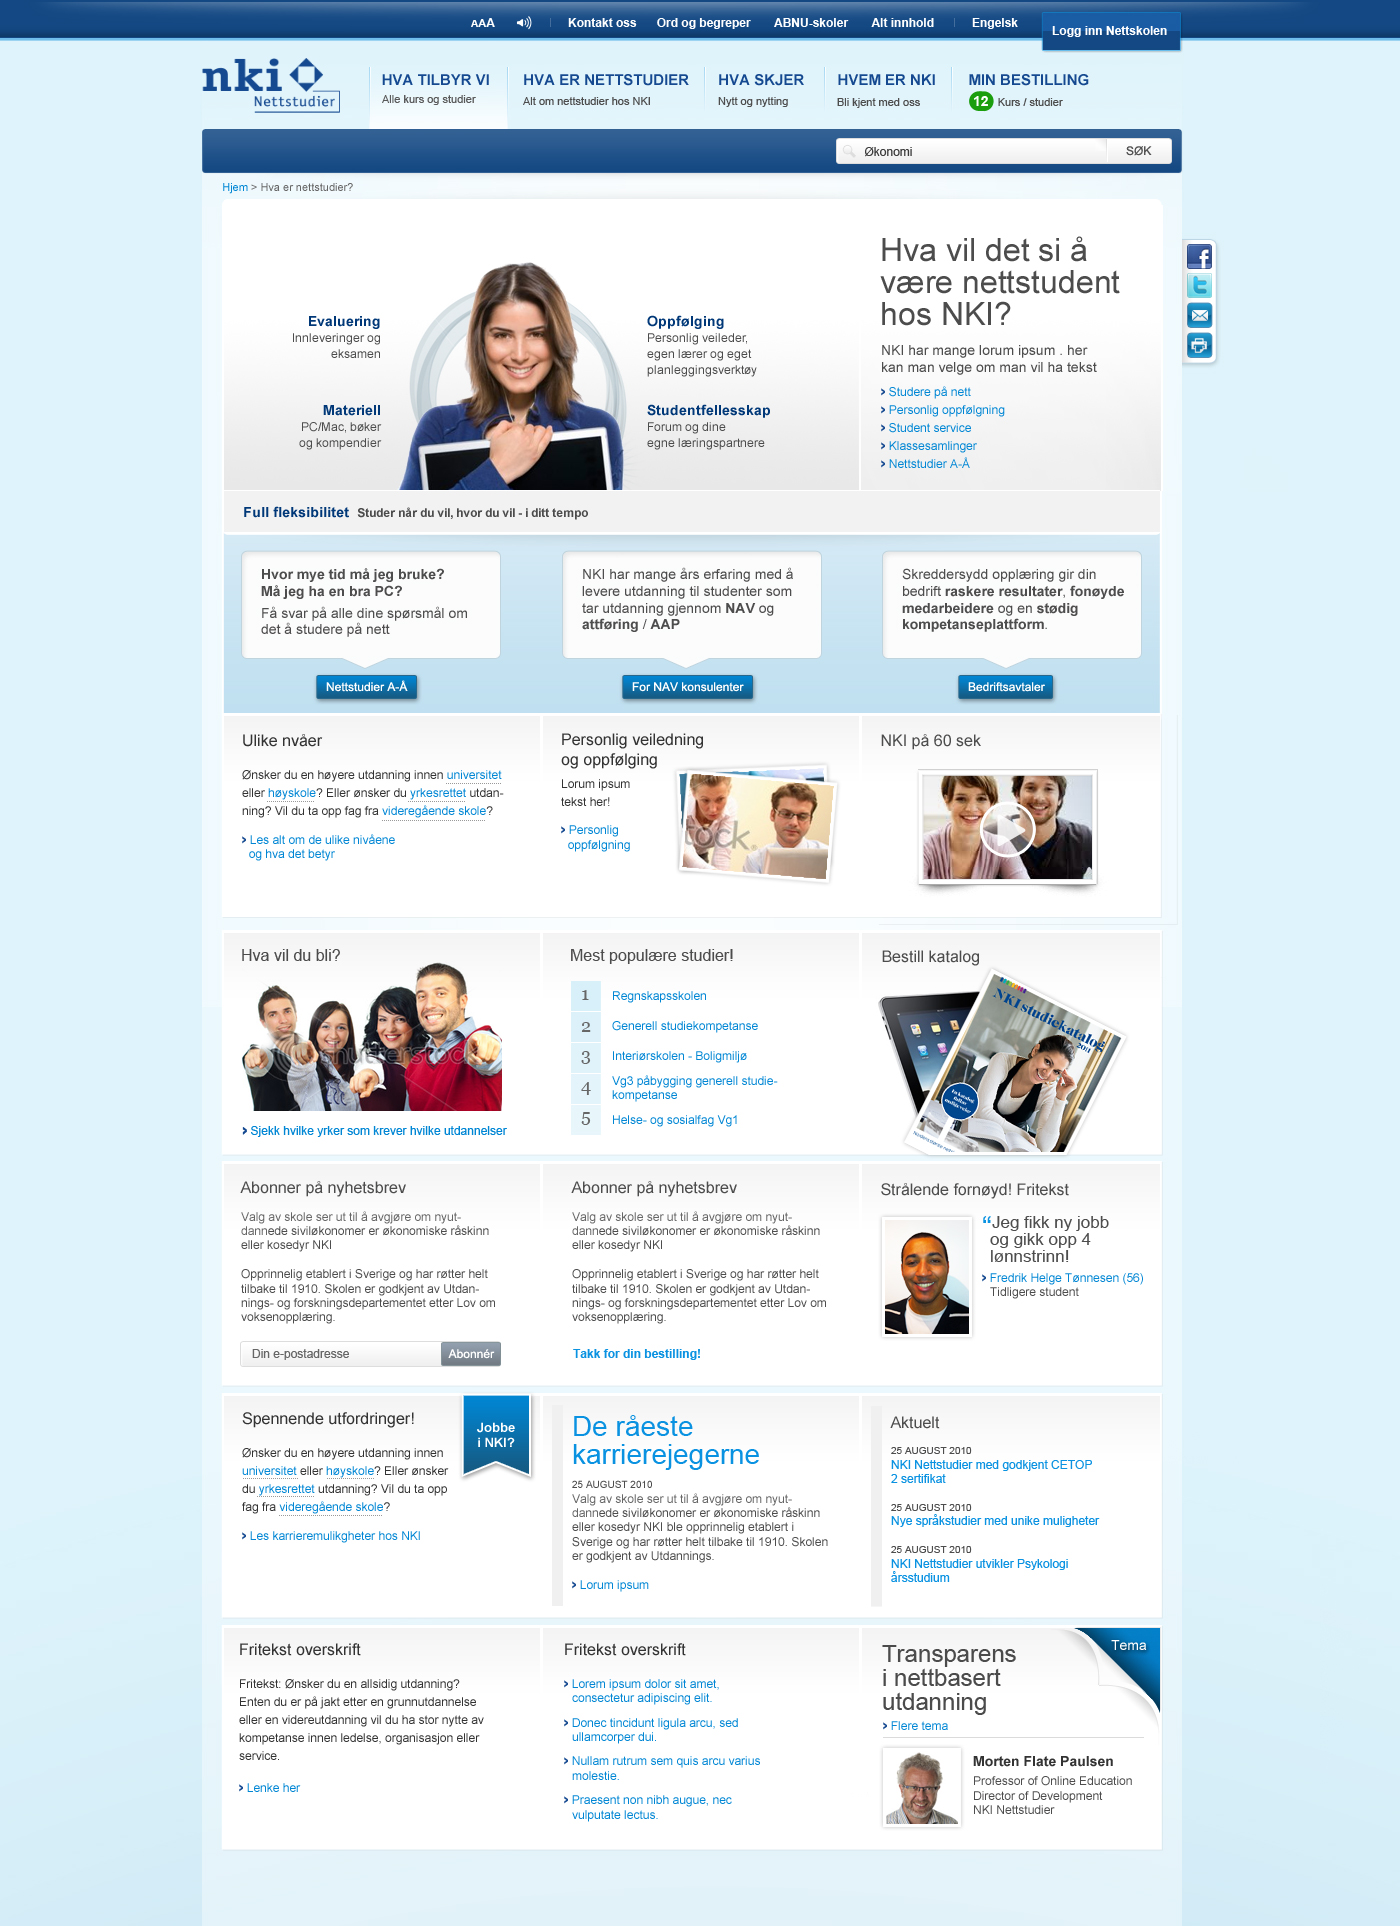 AAA
Kontakt oss
Ord og begreper
ABNU-skoler
Alt innhold
Engelsk
Logg inn Nettskolen
nki
Nettstudier
HVA TILBYR VI
Alle kurs og studier
HVA ER NETTSTUDIER
Alt om nettstudier hos NKI
HVA SKJER
Nytt og nytting
HVEM ER NKI
Bli kjent med oss
MIN BESTILLING
12 Kurs / studier
Økonomi
SØK
Hjem > Hva er nettstudier?
Evaluering
Innleveringer og
eksamen
Materiell
PC/Mac, bøker
og kompendier
Oppfølging
Personlig veileder,
egen lærer og eget
planleggingsverktøy
Studentfellesskap
Forum og dine
egne læringspartnere
Hva vil det si å
være nettstudent
hos NKI?
NKI har mange lorum ipsum . her
kan man velge om man vil ha tekst
Studere på nett
Personlig oppfølgning
Student service
Klassesamlinger
Nettstudier A-Å
Full fleksibilitet Studer når du vil, hvor du vil - i ditt tempo
Hvor mye tid må jeg bruke?
Må jeg ha en bra PC?
Få svar på alle dine spørsmål om
det å studere på nett
Nettstudier A-Å
NKI har mange års erfaring med å
levere utdanning til studenter som
tar utdanning gjennom NAV og
attføring / AAP
For NAV konsulenter
Skreddersydd opplæring gir din
bedrift raskere resultater, fonøyde
medarbeidere og en stødig
kompetanseplattform.
Bedriftsavtaler
Ulike nvåer
Ønsker du en høyere utdanning innen universitet
eller høyskole? Eller ønsker du yrkesrettet utdan-
ning? Vil du ta opp fag fra videregående skole?
Les alt om de ulike nivåene
og hva det betyr
Personlig veiledning
og oppfølging
Lorum ipsum
tekst her!
Personlig
oppfølgning
tock.
NKI på 60 sek
Hva vil du bli?
shutterstock
Sjekk hvilke yrker som krever hvilke utdannelser
Mest populære studier!
1 Regnskapsskolen
2 Generell studiekompetanse
3 Interiørskolen - Boligmiljø
4 Vg3 påbygging generell studie-
kompetanse
5 Helse- og sosialfag Vg1
Bestill katalog
NKI studiekatalog
2011
Abonner på nyhetsbrev
Valg av skole ser ut til å avgjøre om nyut-
dannede siviløkonomer er økonomiske råskinn
eller kosedyr NKI
Opprinnelig etablert i Sverige og har røtter helt
tilbake til 1910. Skolen er godkjent av Utdan-
nings- og forskningsdepartementet etter Lov om
voksenopplæring.
Din e-postadresse
Abonnér
Abonner på nyhetsbrev
Valg av skole ser ut til å avgjøre om nyut-
dannede siviløkonomer er økonomiske råskinn
eller kosedyr NKI
Opprinnelig etablert i Sverige og har røtter helt
tilbake til 1910. Skolen er godkjent av Utdan-
nings- og forskningsdepartementet etter Lov om
voksenopplæring.
Takk for din bestilling!
Strålende fornøyd! Fritekst
“Jeg fikk ny jobb
og gikk opp 4
lønnstrinn!
Fredrik Helge Tønnesen (56)
Tidligere student
Spennende utfordringer!
Jobbe
i NKI?
Ønsker du en høyere utdanning innen
universitet eller høyskole? Eller ønsker
du yrkesrettet utdanning? Vil du ta opp
fag fra videregående skole?
Les karrieremulikgheter hos NKI
De råeste
karrierejegerne
25 AUGUST 2010
Valg av skole ser ut til å avgjøre om nyut-
dannede siviløkonomer er økonomiske råskinn
eller kosedyr NKI ble opprinnelig etablert i
Sverige og har røtter helt tilbake til 1910. Skolen
er godkjent av Utdannings.
Lorum ipsum
Aktuelt
25 AUGUST 2010
NKI Nettstudier med godkjent CETOP
2 sertifikat
25 AUGUST 2010
Nye språkstudier med unike muligheter
25 AUGUST 2010
NKI Nettstudier utvikler Psykologi
årsstudium
Fritekst overskrift
Fritekst: Ønsker du en allsidig utdanning?
Enten du er på jakt etter en grunnutdannelse
eller en videreutdanning vil du ha stor nytte av
kompetanse innen ledelse, organisasjon eller
service.
Lenke her
Fritekst overskrift
Lorem ipsum dolor sit amet,
consectetur adipiscing elit.
Donec tincidunt ligula arcu, sed
ullamcorper dui.
Nullam rutrum sem quis arcu varius
molestie.
Praesent non nibh augue, nec
vulputate lectus.
Tema
Transparens
i nettbasert
utdanning
Flere tema
Morten Flate Paulsen
Professor of Online Education
Director of Development
NKI Nettstudier